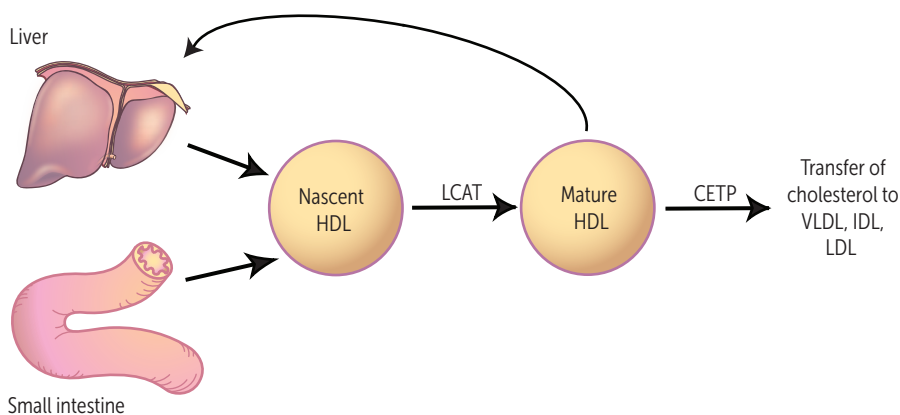 Liver
Nascent
HDL
LCAT
Mature
HDL
CETP
Transfer of
cholesterol to
VLDL, IDL,
LDL
Small intestine